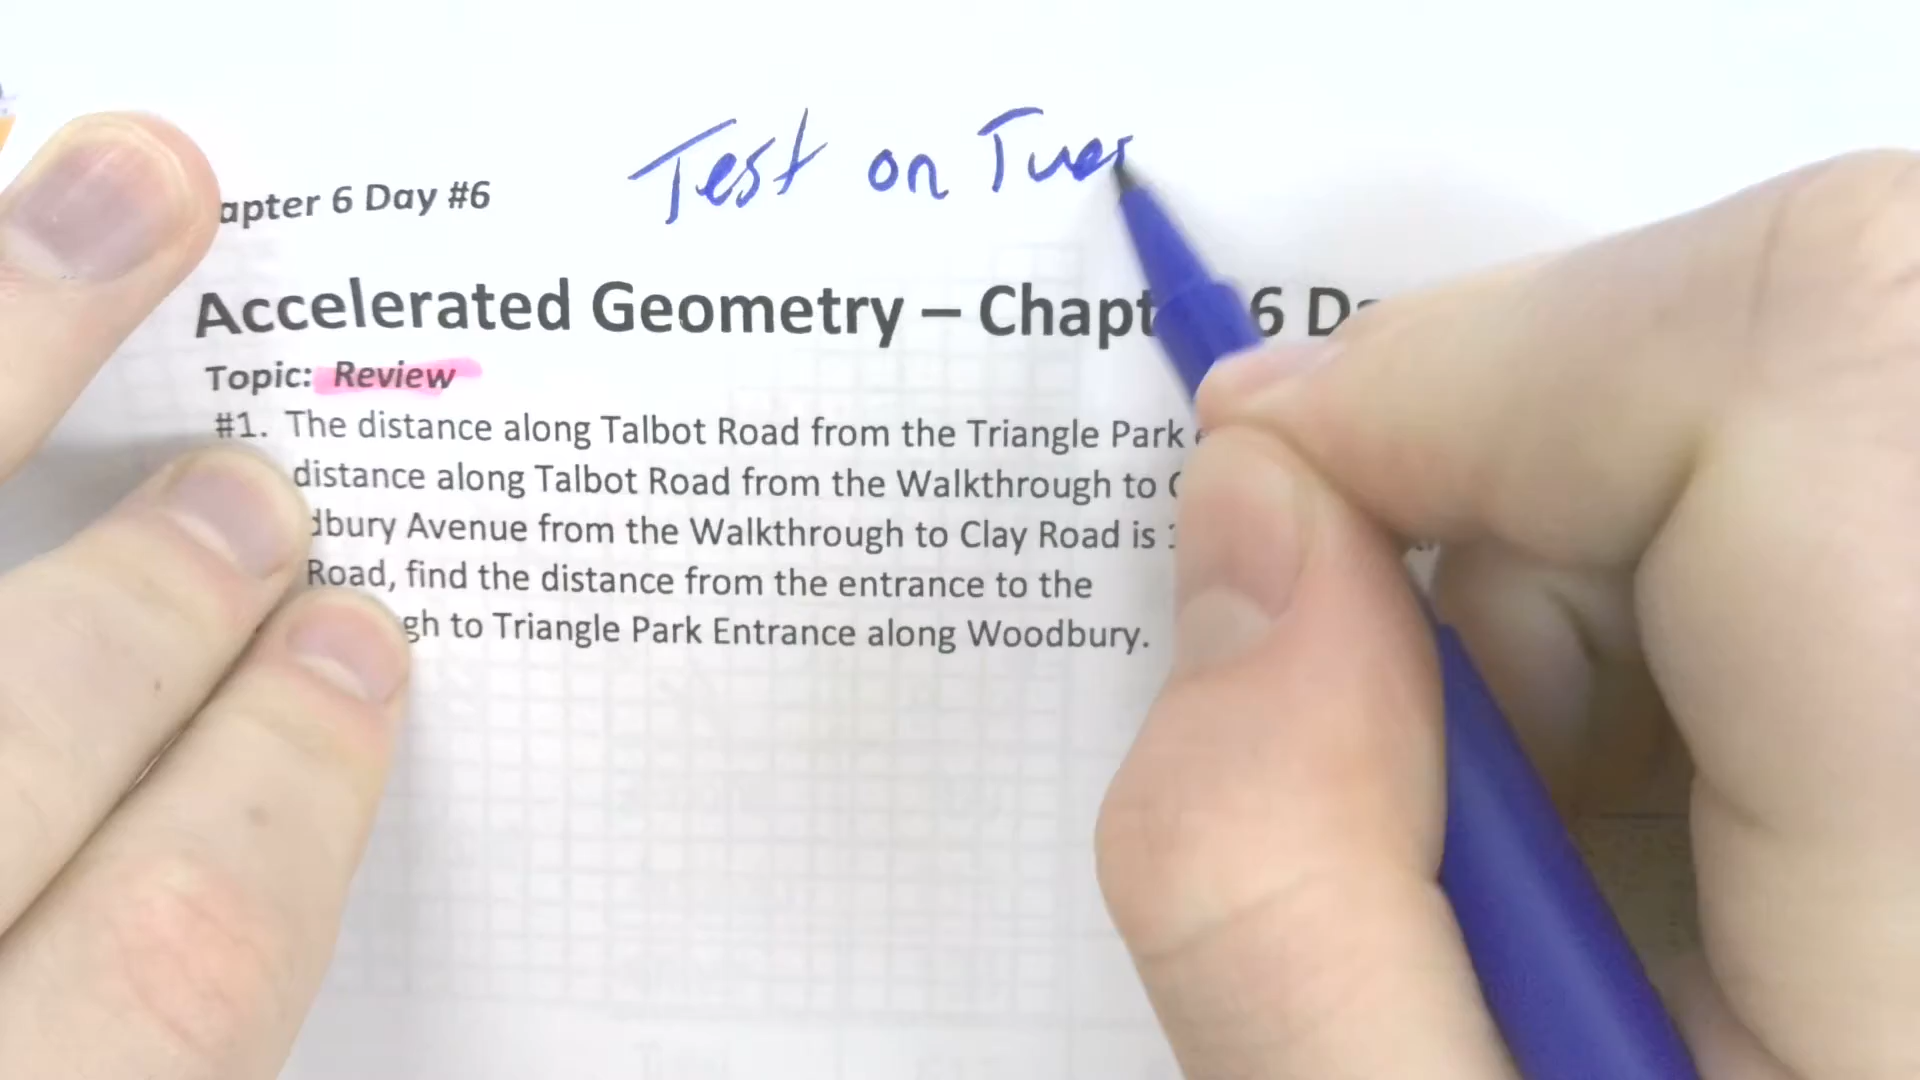 Test on Tues
apter 6 Day #6
Accelerated Geometry – Chapt 6 D
Topic: Review
#1. The distance along Talbot Road from the Triangle Park
distance along Talbot Road from the Walkthrough to
dbury Avenue from the Walkthrough to Clay Road is
Road, find the distance from the entrance to the
gh to Triangle Park Entrance along Woodbury.